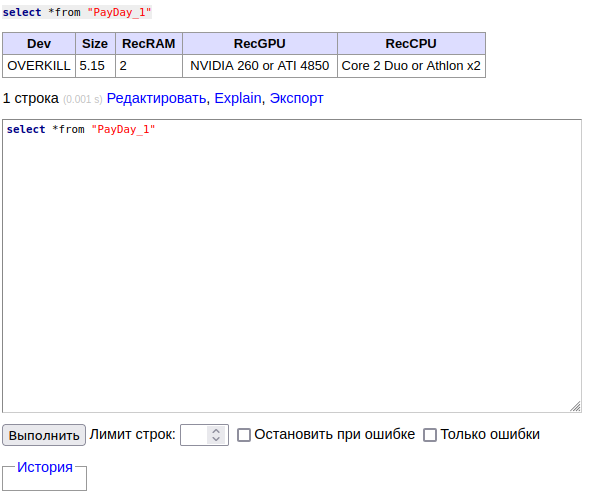 select *from "PayDay_1"
Dev Size RecRAM RecGPU RecCPU
OVERKILL 5.15 2 NVIDIA 260 or ATI 4850 Core 2 Duo or Athlon x2
1 строка (0.001 s) Редактировать, Explain, Экспорт
select *from "PayDay_1"
Выполнить Лимит строк: Остановить при ошибке Только ошибки
История